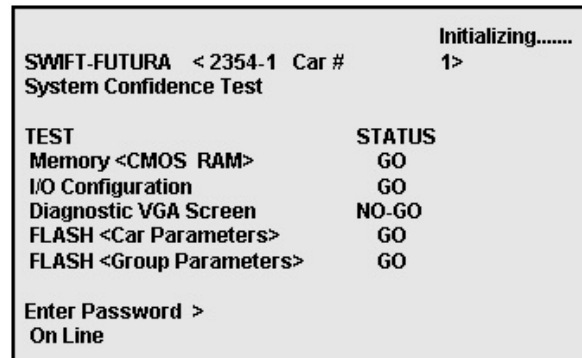 Initializing.......
SWIFT-FUTURA < 2354-1 Car # 1>
System Confidence Test
TEST STATUS
Memory <CMOS RAM> GO
I/O Configuration GO
Diagnostic VGA Screen NO-GO
FLASH <Car Parameters> GO
FLASH <Group Parameters> GO
Enter Password >
On Line